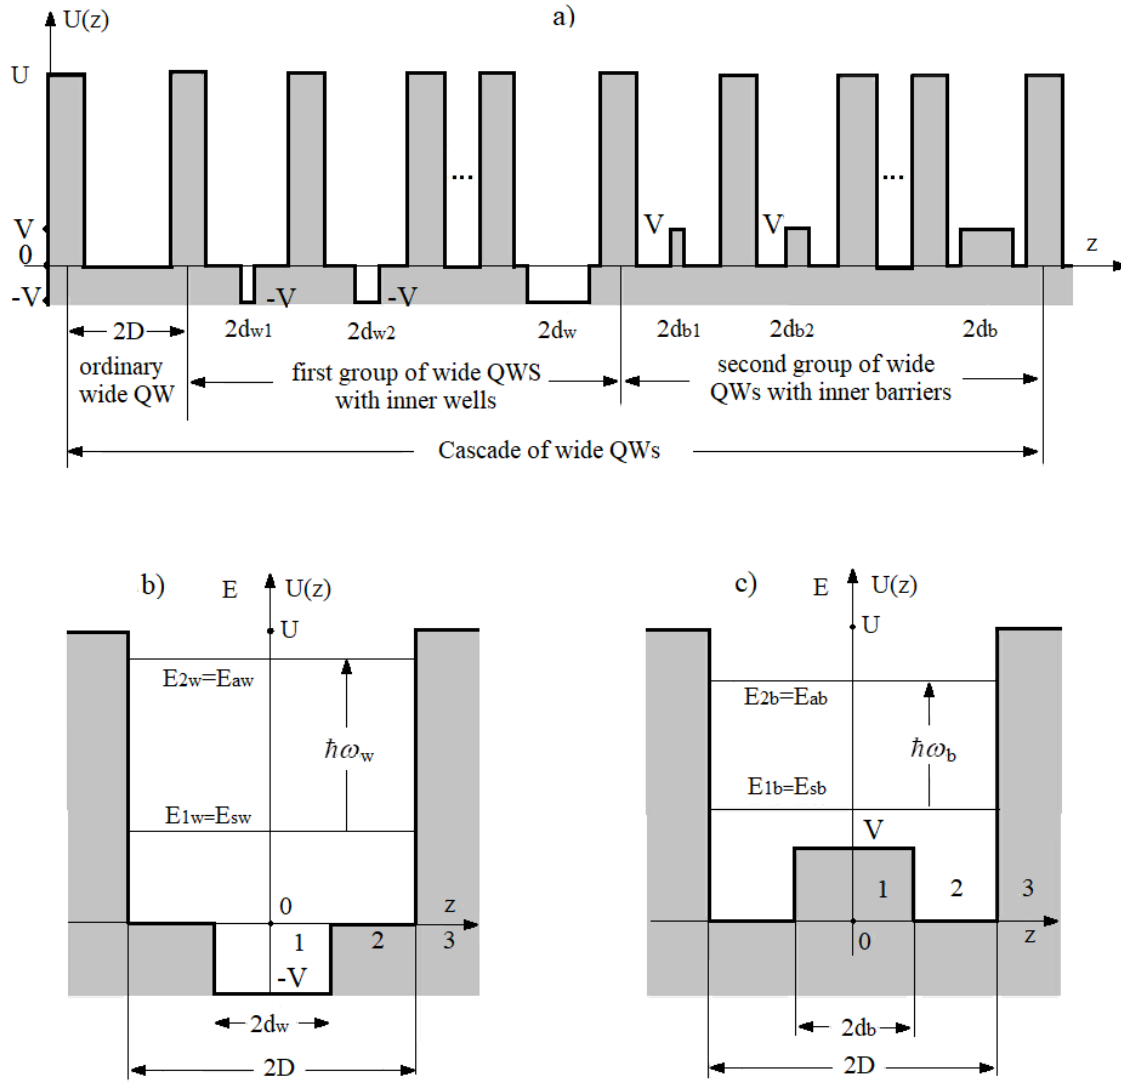 U(z) a)
U
... ...
V V V
0 z
-V -V -V
2D 2dw1 2dw2 2dw 2db1 2db2 2db
ordinary
wide QW
first group of wide QWS
with inner wells
second group of wide
QWs with inner barriers
Cascade of wide QWs
b) E U(z)
U
E2w=Eaw
ℏωw
E1w=Esw
0 z
1 2 3
-V
2dw
2D
c) E U(z)
U
E2b=Eab
ℏωb
E1b=Esb
V
1 2 3
0 z
2db
2D